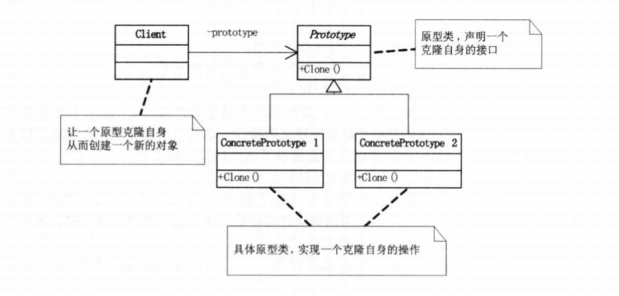 Client
~prototype
Prototype
+Clone()
原型类，声明一个
克隆自身的接口
让一个原型克隆自身
从而创建一个新的对象
ConcretePrototype 1
+Clone()
ConcretePrototype 2
+Clone()
具体原型类，实现一个克隆自身的操作